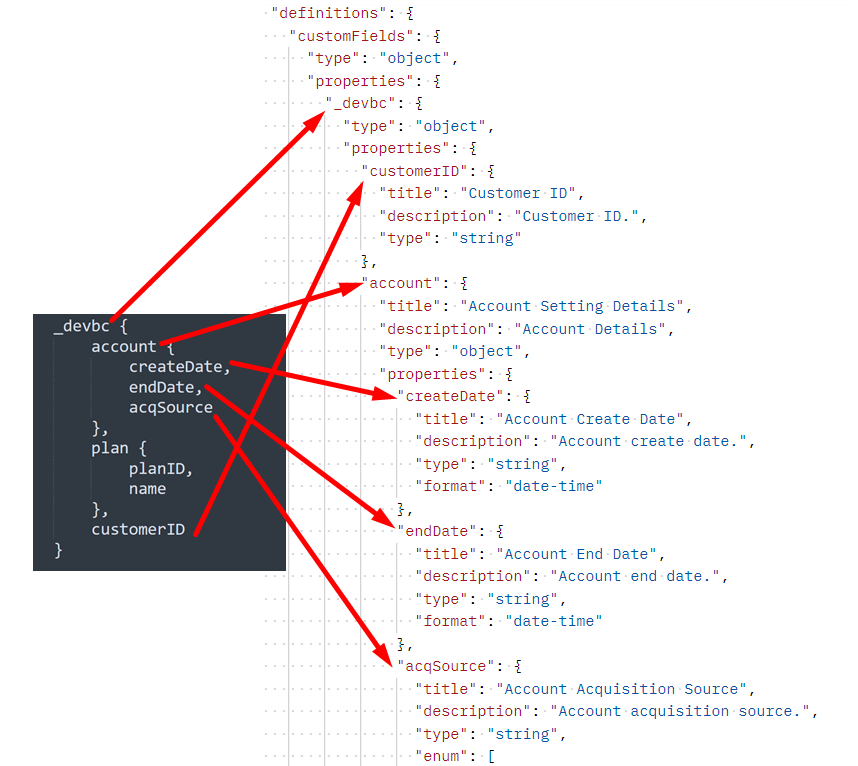 "definitions": {
"customFields": {
"type": "object",
"properties": {
"_devbc": {
"type": "object",
"properties": {
"customerID": {
"title": "Customer ID",
"description": "Customer ID.",
"type": "string"
},
"account": {
"title": "Account Setting Details",
"description": "Account Details",
"type": "object",
"properties": {
"createDate": {
"title": "Account Create Date",
"description": "Account create date.",
"type": "string",
"format": "date-time"
},
"endDate": {
"title": "Account End Date",
"description": "Account end date.",
"type": "string",
"format": "date-time"
},
"acqSource": {
"title": "Account Acquisition Source",
"description": "Account acquisition source.",
"type": "string",
"enum": [
_devbc {
account {
createDate,
endDate,
acqSource
},
plan {
planID,
name
},
customerID
}